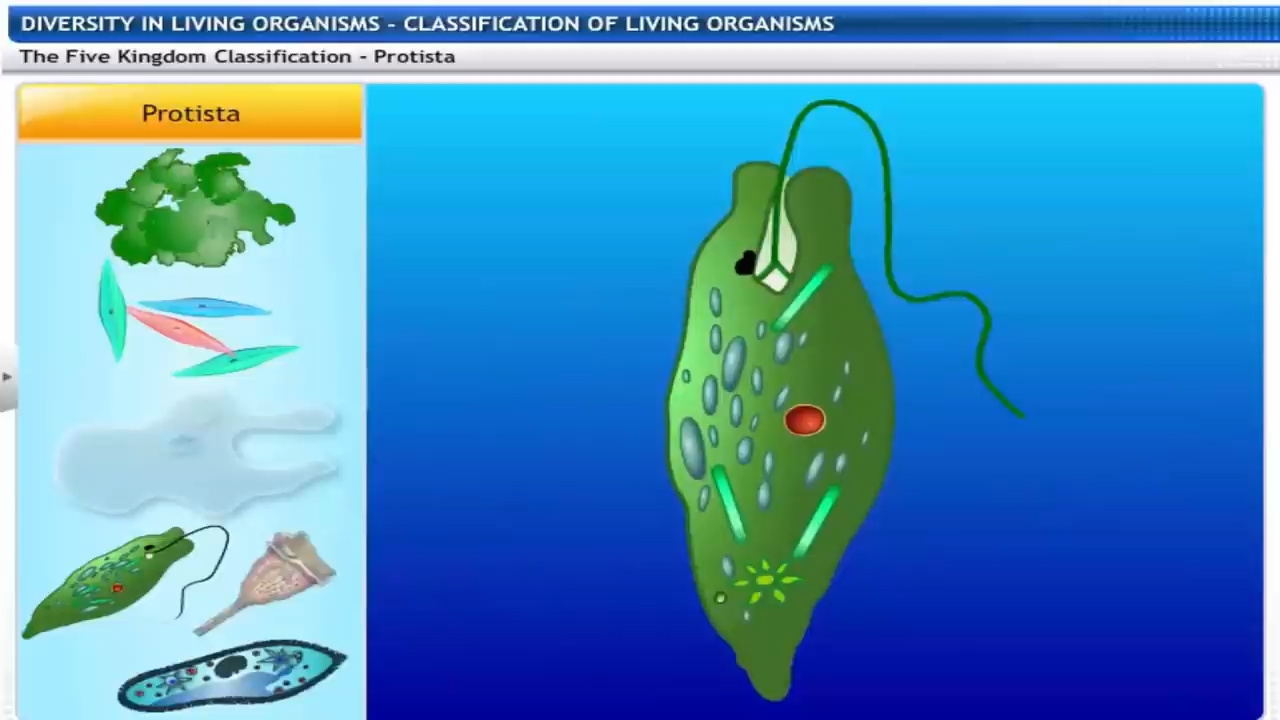 DIVERSITY IN LIVING ORGANISMS - CLASSIFICATION OF LIVING ORGANISMS
The Five Kingdom Classification - Protista
Protista